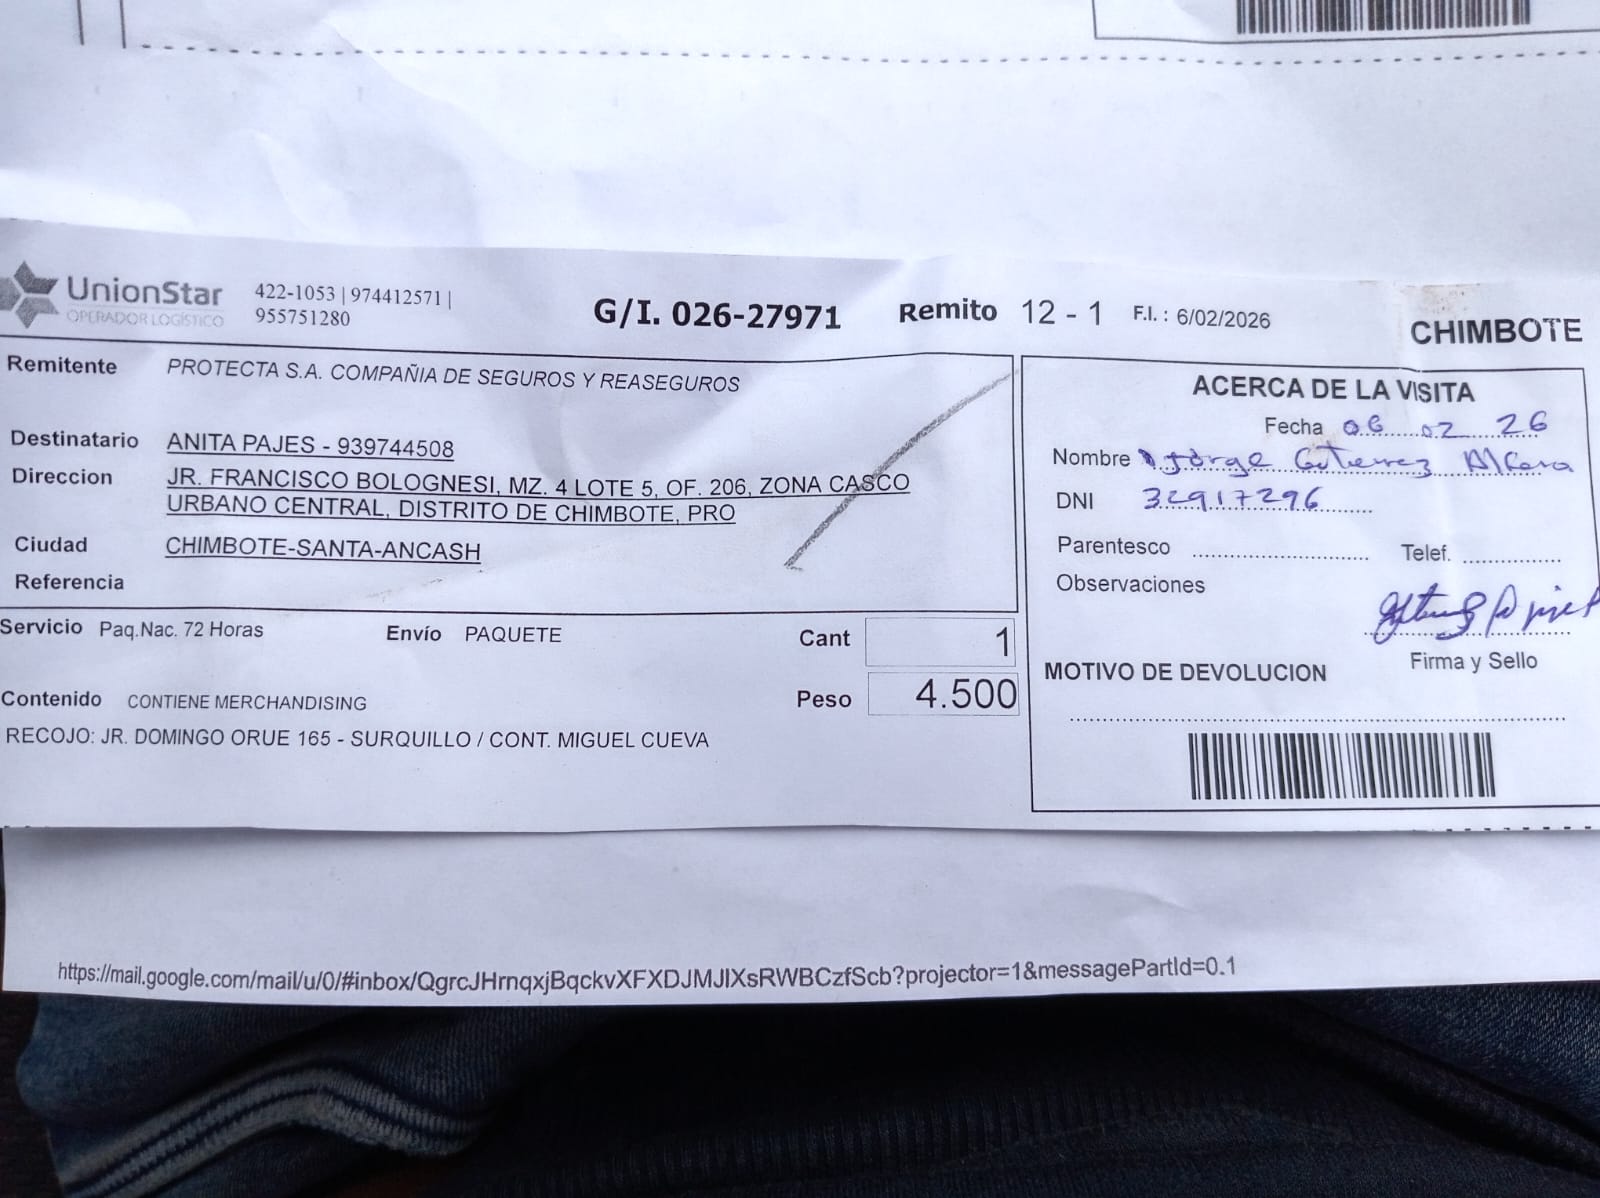 UnionStar
OPERADOR LOGÍSTICO
422-1053 | 974412571 |
955751280
G/I. 026-27971
Remito 12 - 1
F.I. : 6/02/2026
CHIMBOTE
Remitente PROTECTA S.A. COMPAÑIA DE SEGUROS Y REASEGUROS
Destinatario ANITA PAJES - 939744508
Direccion JR. FRANCISCO BOLOGNESI, MZ. 4 LOTE 5, OF. 206, ZONA CASCO
URBANO CENTRAL, DISTRITO DE CHIMBOTE, PRO
Ciudad CHIMBOTE-SANTA-ANCASH
Referencia
Servicio Paq.Nac. 72 Horas Envío PAQUETE Cant 1
Contenido CONTIENE MERCHANDISING Peso 4.500
RECOJO: JR. DOMINGO ORUE 165 - SURQUILLO / CONT. MIGUEL CUEVA
ACERCA DE LA VISITA
Fecha 06 02 26
Nombre Jorge Gutierrez
DNI 32917296
Parentesco Telef.
Observaciones
Firma y Sello
MOTIVO DE DEVOLUCION
https://mail.google.com/mail/u/0/#inbox/QgrcJHrnqxjBqckvXFXDJMJlXsRWBCzfScb?projector=1&messagePartId=0.1